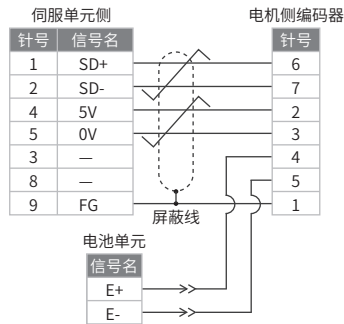 伺服单元侧 电机侧编码器
针号 信号名 针号
1 SD+ 6
2 SD- 7
4 5V 2
5 0V 3
3 — 4
8 — 5
9 FG 1
屏蔽线
电池单元
信号名
E+
E-